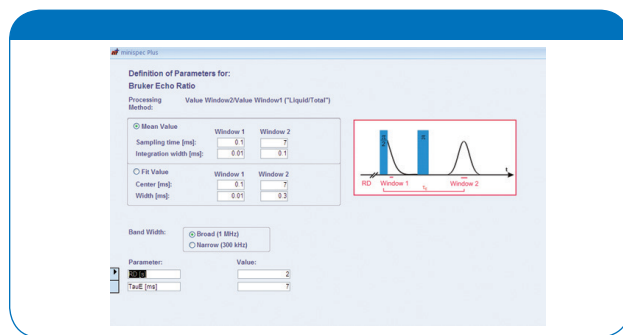 minispec Plus
Definition of Parameters for:
Bruker Echo Ratio
Processing Method: Value Window2/Value Window1 ("Liquid/Total")
Mean Value
Window 1 Window 2
Sampling time [ms]: 0.1 7
Integration width [ms]: 0.01 0.1
Fit Value
Window 1 Window 2
Center [ms]: 0.1 7
Width [ms]: 0.01 0.3
RD Window 1 Window 2 t
Band Width:
Broad (1 MHz)
Narrow (300 kHz)
Parameter: Value:
RD [s] 2
TauE [ms] 7